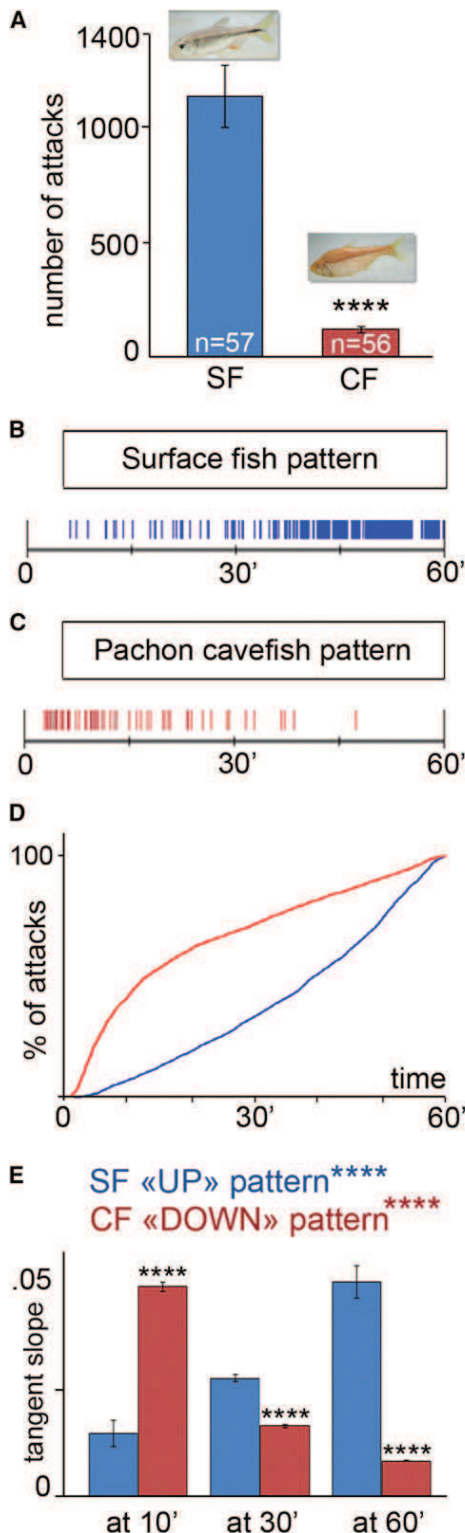 A
1400
1000
500
0
number of attacks
****
n=57
n=56
SF
CF
B
Surface fish pattern
0
30'
60'
C
Pachon cavefish pattern
0
30'
60'
D
100
% of attacks
time
0
30'
60'
E
SF «UP» pattern****
CF «DOWN» pattern****
.05
tangent slope
0
****
****
****
at 10'
at 30'
at 60'